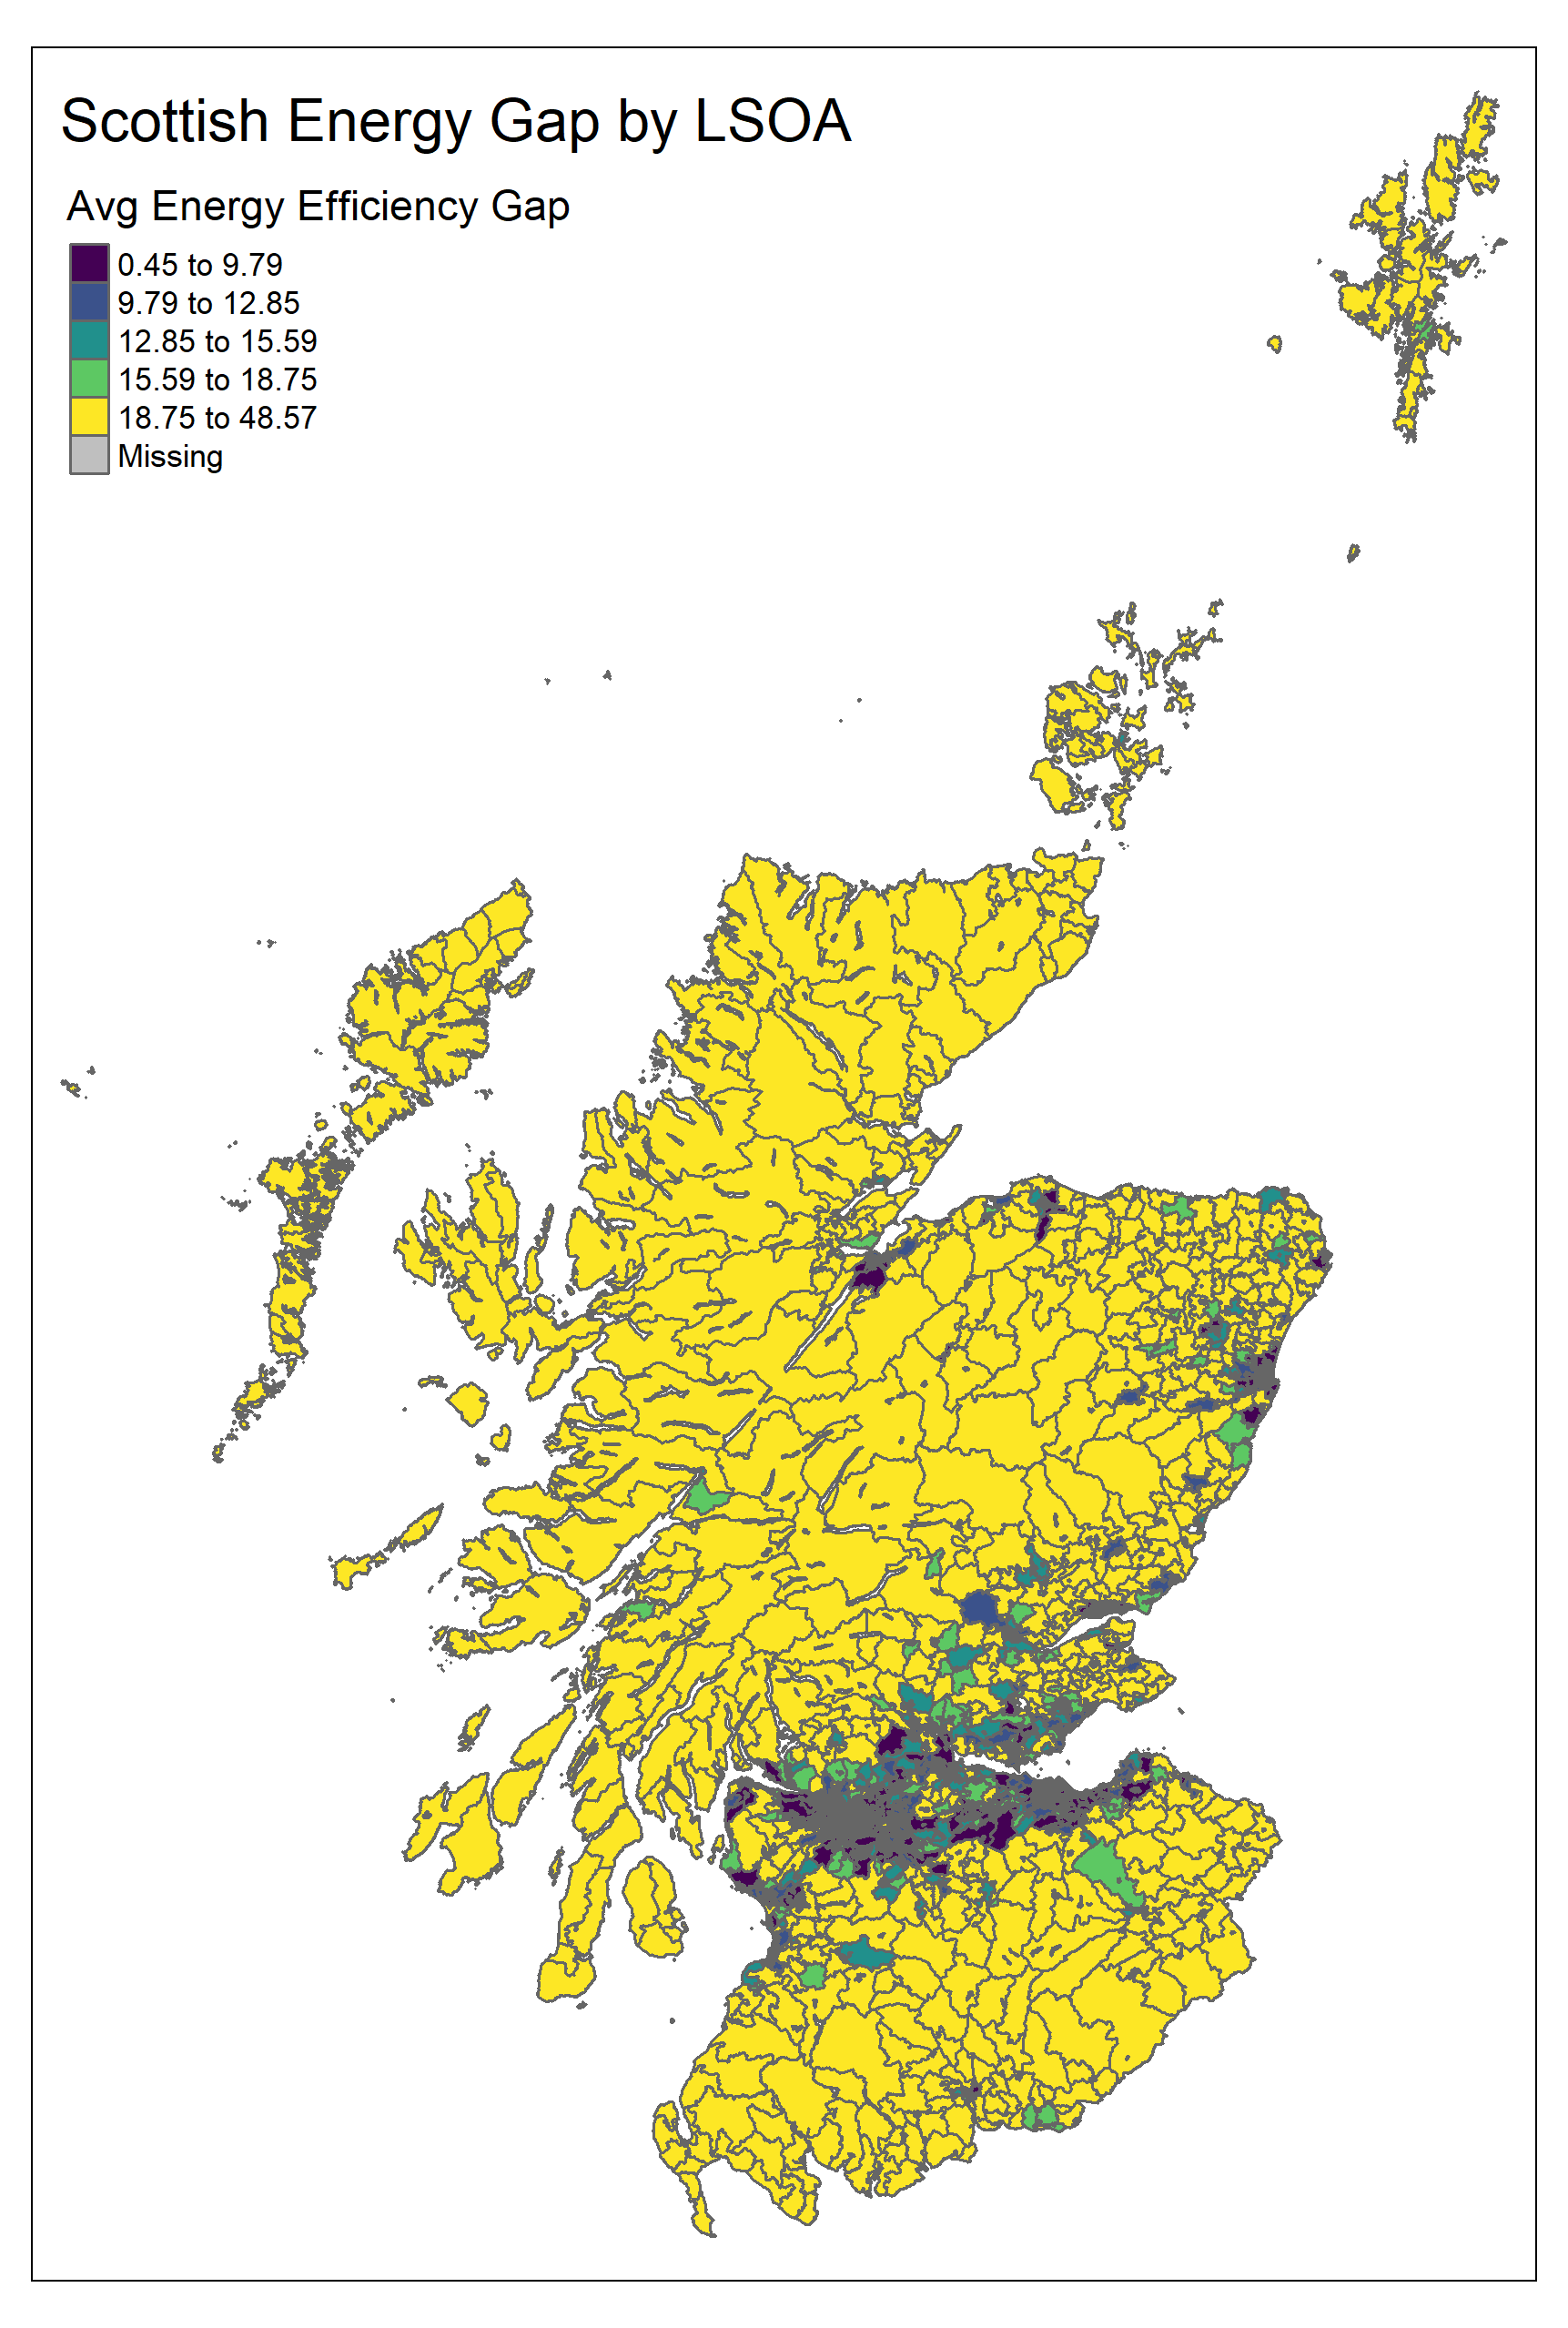 Scottish Energy Gap by LSOA
Avg Energy Efficiency Gap
0.45 to 9.79
9.79 to 12.85
12.85 to 15.59
15.59 to 18.75
18.75 to 48.57
Missing